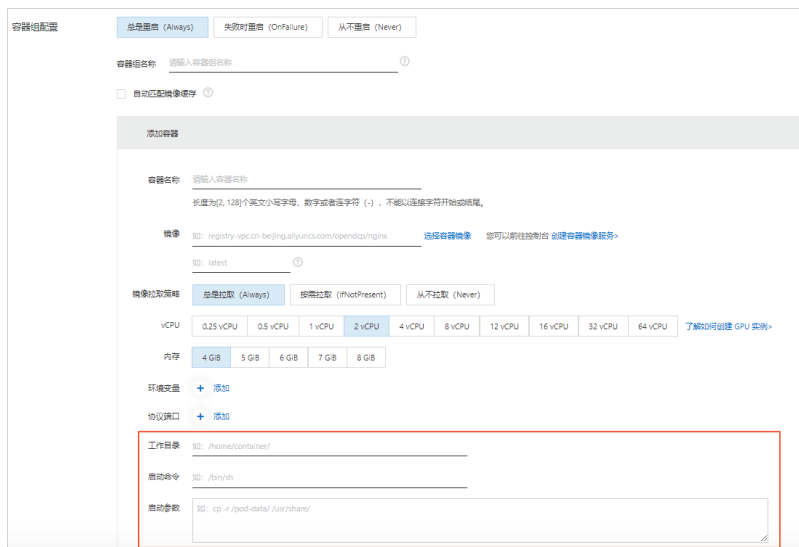 容器组配置 总是重启 (Always) 失败时重启 (OnFailure) 从不重启 (Never)
容器组名称 请输入容器组名称
自动匹配镜像缓存
添加容器
容器名称 请输入容器名称
长度为[2, 128]个英文小写字母、数字或者连字符 (-) ，不能以连接字符开始或结尾。
镜像 如：registry-vpc.cn-beijing.aliyuncs.com/opendcp/nginx 选择容器镜像 您可以前往控制台 创建容器镜像服务>
如：latest
镜像拉取策略 总是拉取 (Always) 按需拉取 (IfNotPresent) 从不拉取 (Never)
vCPU 0.25 vCPU 0.5 vCPU 1 vCPU 2 vCPU 4 vCPU 8 vCPU 12 vCPU 16 vCPU 32 vCPU 64 vCPU 了解如何创建 GPU 实例>
内存 4 GiB 5 GiB 6 GiB 7 GiB 8 GiB
环境变量 + 添加
协议端口 + 添加
工作目录 如：/home/container/
启动命令 如：/bin/sh
启动参数 如：cp -r /pod-data/ /usr/share/